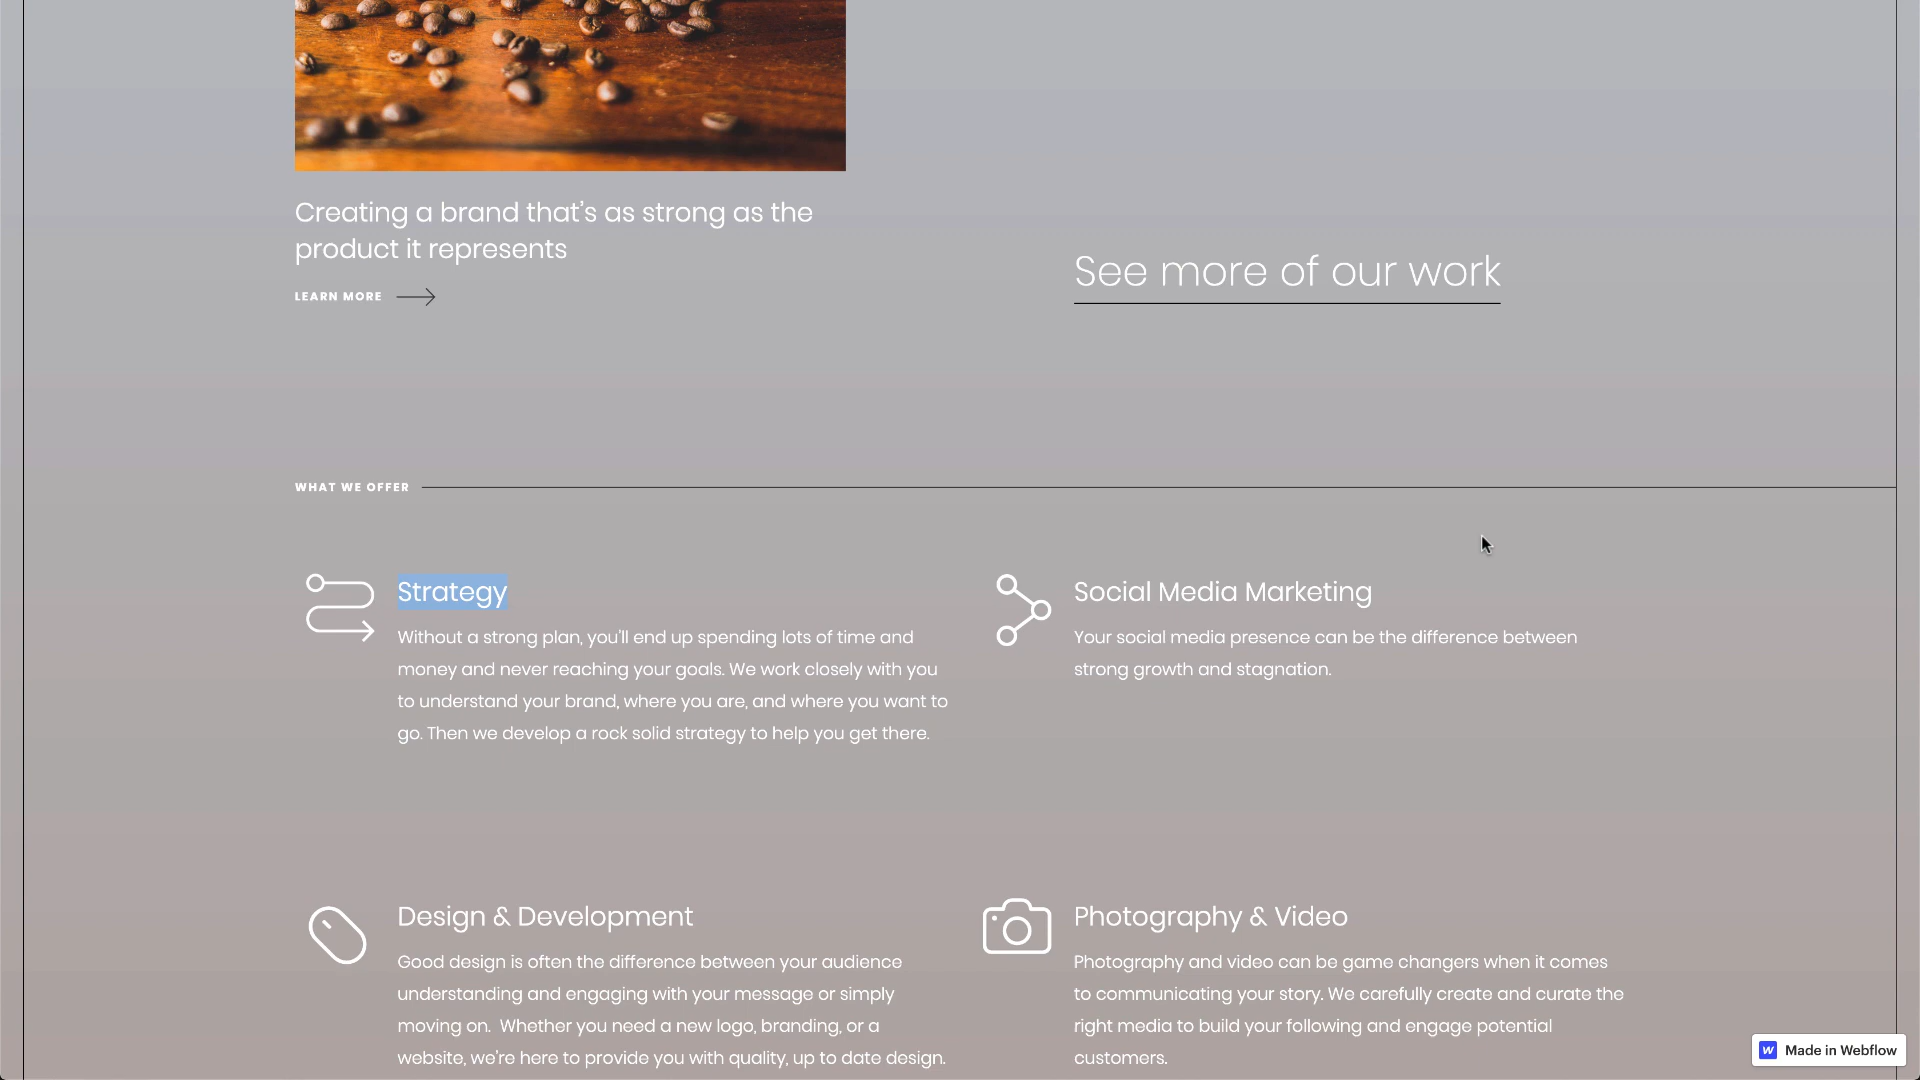 Creating a brand that’s as strong as the
product it represents
LEARN MORE
See more of our work
WHAT WE OFFER
Strategy
Without a strong plan, you'll end up spending lots of time and
money and never reaching your goals. We work closely with you
to understand your brand, where you are, and where you want to
go. Then we develop a rock solid strategy to help you get there.
Social Media Marketing
Your social media presence can be the difference between
strong growth and stagnation.
Design & Development
Good design is often the difference between your audience
understanding and engaging with your message or simply
moving on.  Whether you need a new logo, branding, or a
website, we're here to provide you with quality, up to date design.
Photography & Video
Photography and video can be game changers when it comes
to communicating your story. We carefully create and curate the
right media to build your following and engage potential
customers.
Made in Webflow